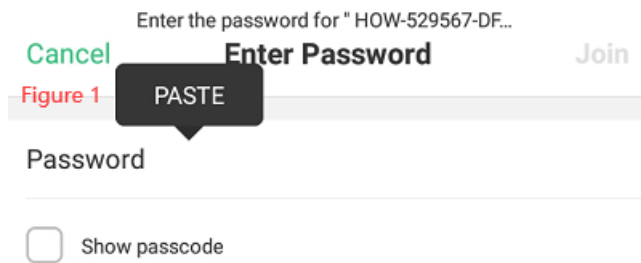 Enter the password for " HOW-529567-DF...
Cancel Enter Password Join
Figure 1 PASTE
Password
Show passcode